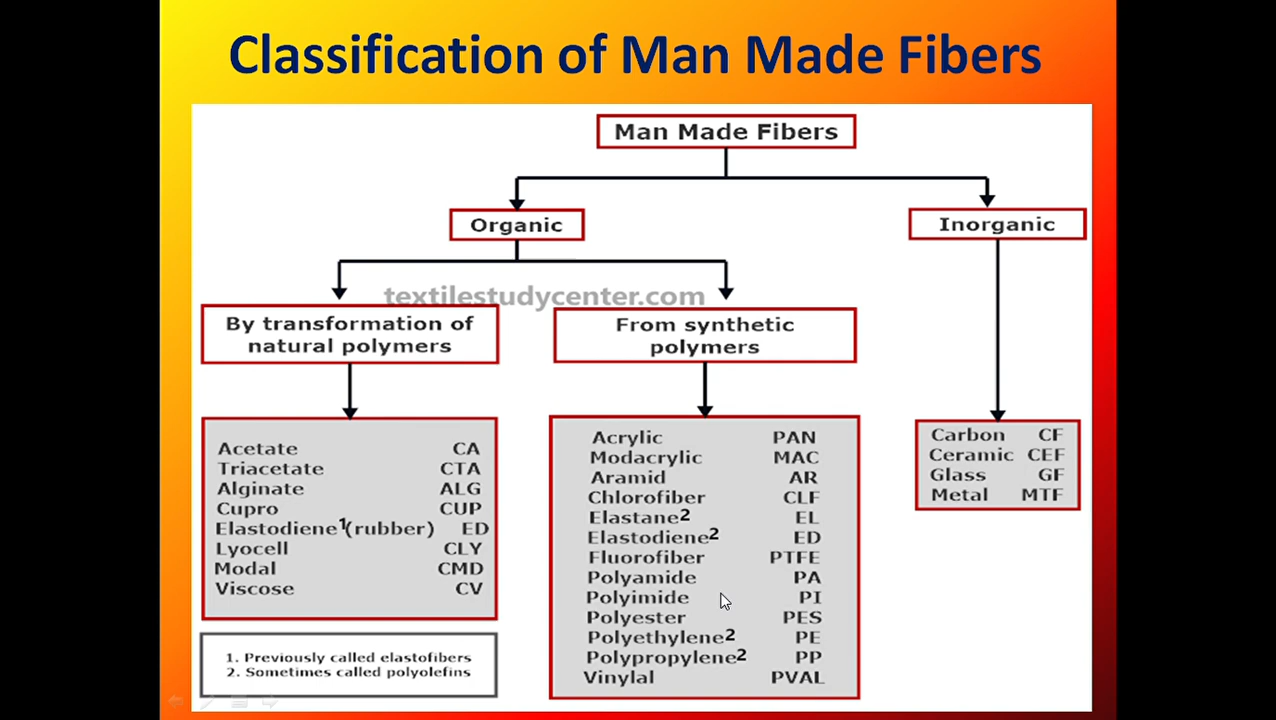 Classification of Man Made Fibers
Man Made Fibers
Organic
Inorganic
textilestudycenter.com
By transformation of
natural polymers
From synthetic
polymers
Acetate CA
Triacetate CTA
Alginate ALG
Cupro CUP
Elastodiene¹(rubber) ED
Lyocell CLY
Modal CMD
Viscose CV
Acrylic PAN
Modacrylic MAC
Aramid AR
Chlorofiber CLF
Elastane² EL
Elastodiene² ED
Fluorofiber PTFE
Polyamide PA
Polyimide PI
Polyester PES
Polyethylene² PE
Polypropylene² PP
Vinylal PVAL
Carbon CF
Ceramic CEF
Glass GF
Metal MTF
1. Previously called elastofibers
2. Sometimes called polyolefins